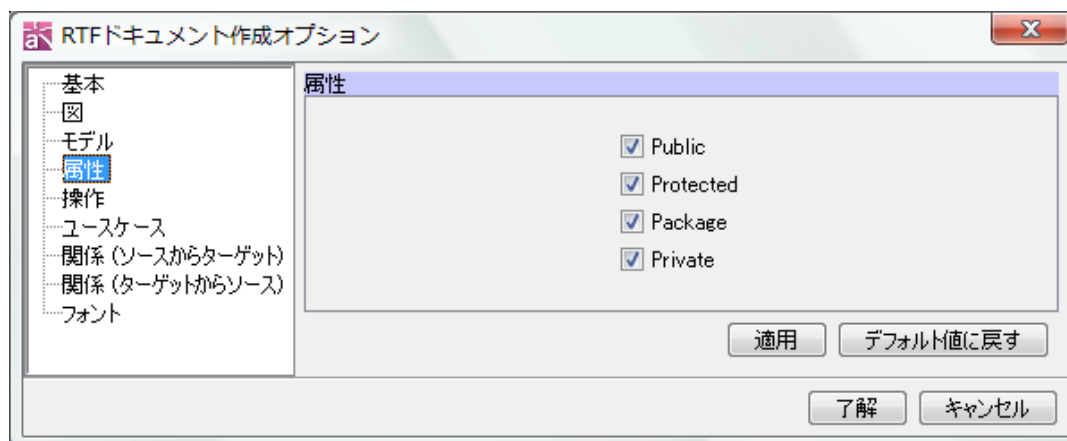 RTFドキュメント作成オプション
基本
図
モデル
属性
操作
ユースケース
関係 (ソースからターゲット)
関係 (ターゲットからソース)
フォント
属性
Public
Protected
Package
Private
適用
デフォルト値に戻す
了解
キャンセル